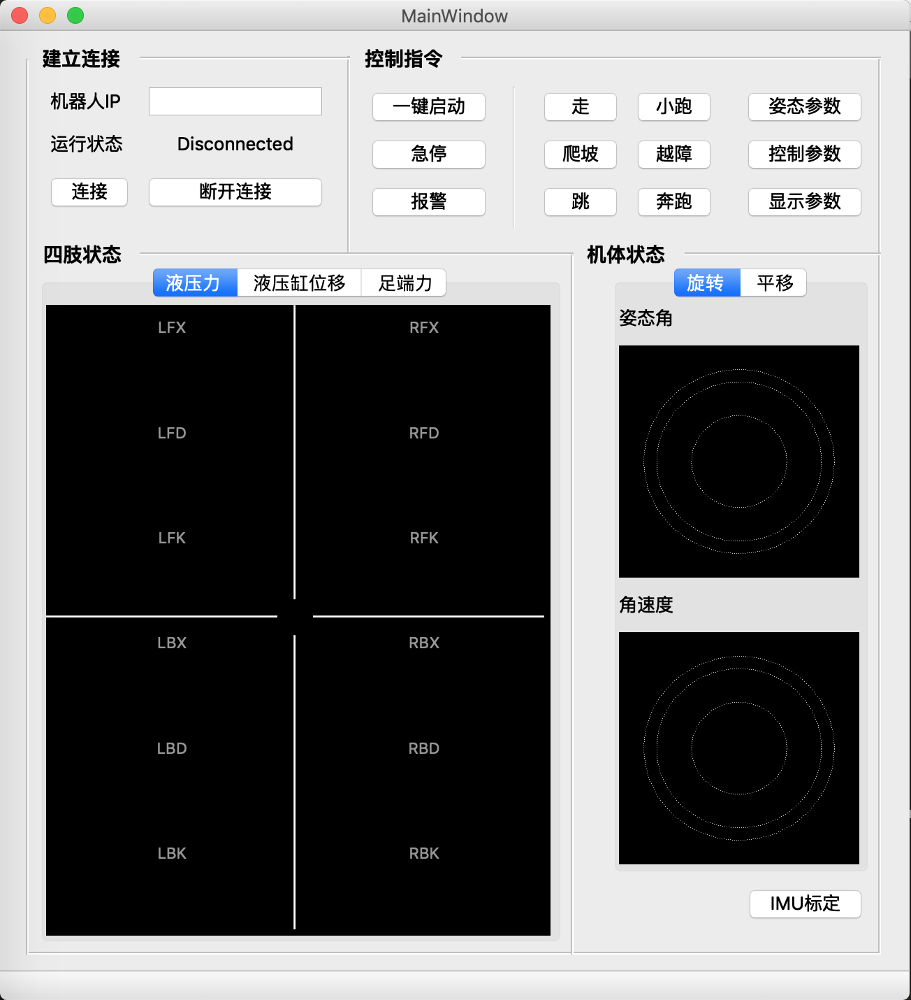 MainWindow
建立连接
机器人IP
运行状态 Disconnected
连接 断开连接
控制指令
一键启动 走 小跑 姿态参数
急停 爬坡 越障 控制参数
报警 跳 奔跑 显示参数
四肢状态
液压力 液压缸位移 足端力
LFX RFX
LFD RFD
LFK RFK
LBX RBX
LBD RBD
LBK RBK
机体状态
旋转 平移
姿态角
角速度
IMU标定